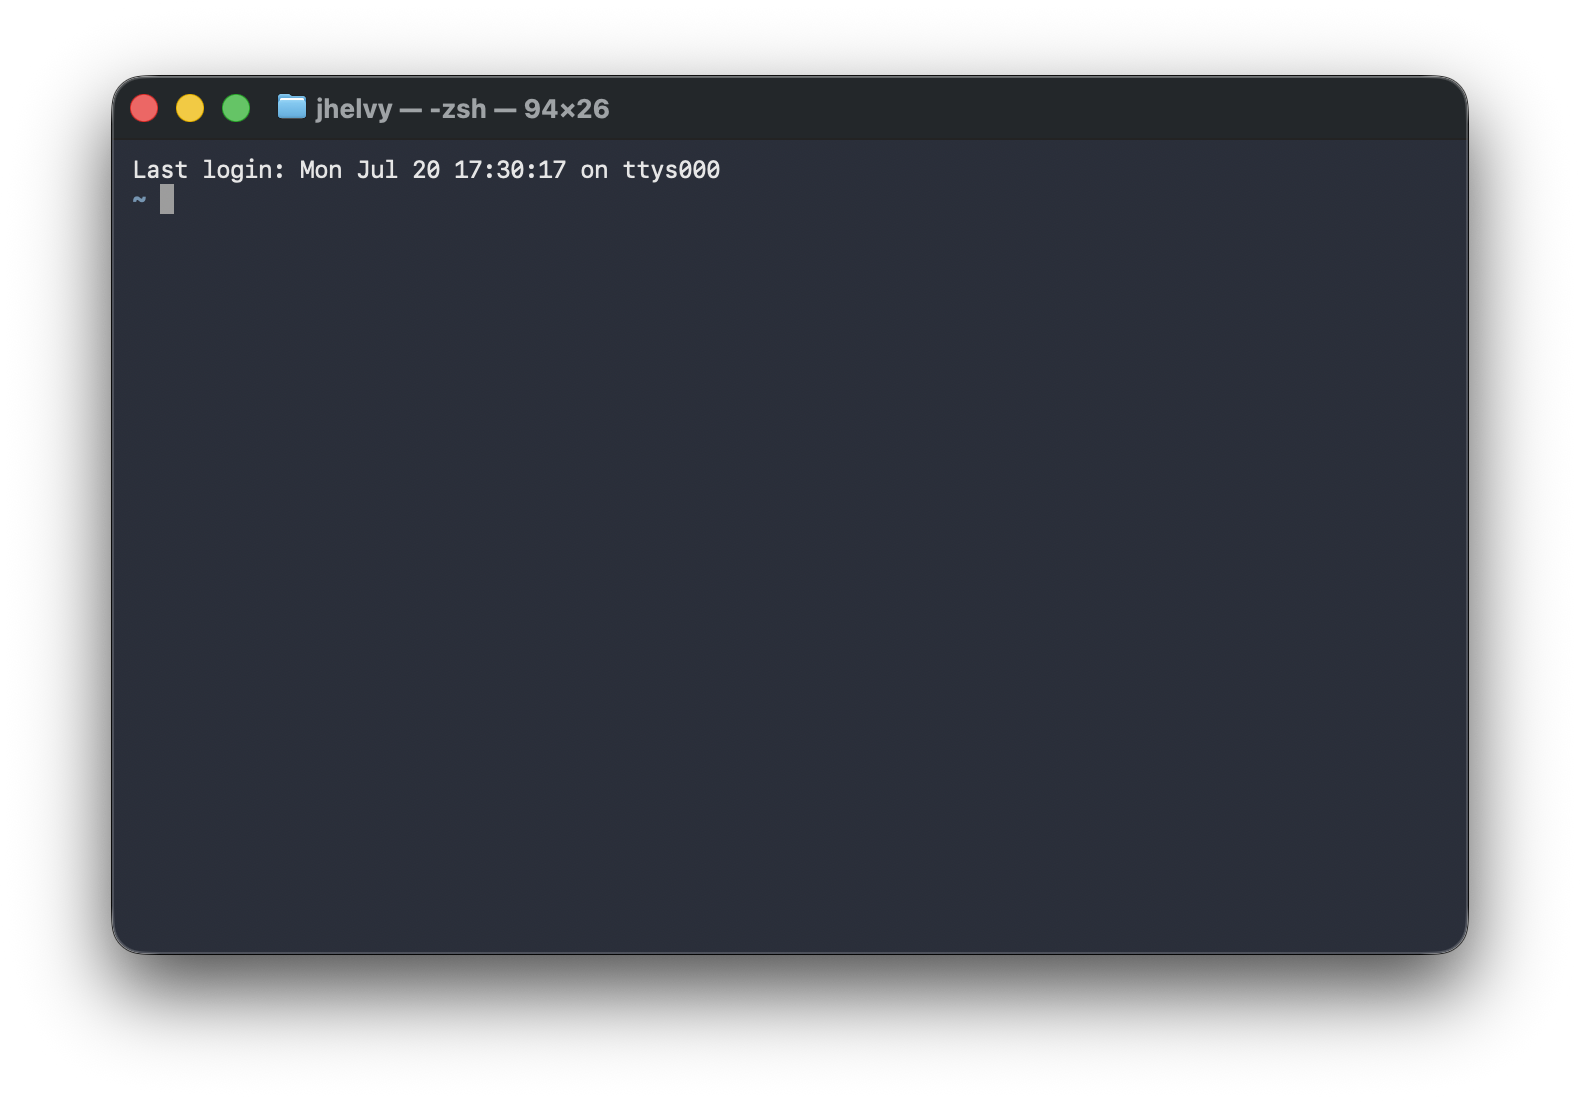 jhelvy — -zsh — 94×26
Last login: Mon Jul 20 17:30:17 on ttys000
~